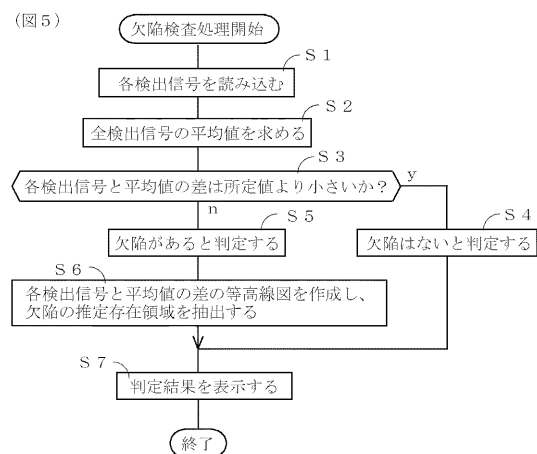 (図5)
欠陥検査処理開始
S1
各検出信号を読み込む
S2
全検出信号の平均値を求める
S3
各検出信号と平均値の差は所定値より小さいか?
y
n
S5
欠陥があると判定する
S4
欠陥はないと判定する
S6
各検出信号と平均値の差の等高線図を作成し、
欠陥の推定存在領域を抽出する
S7
判定結果を表示する
終了